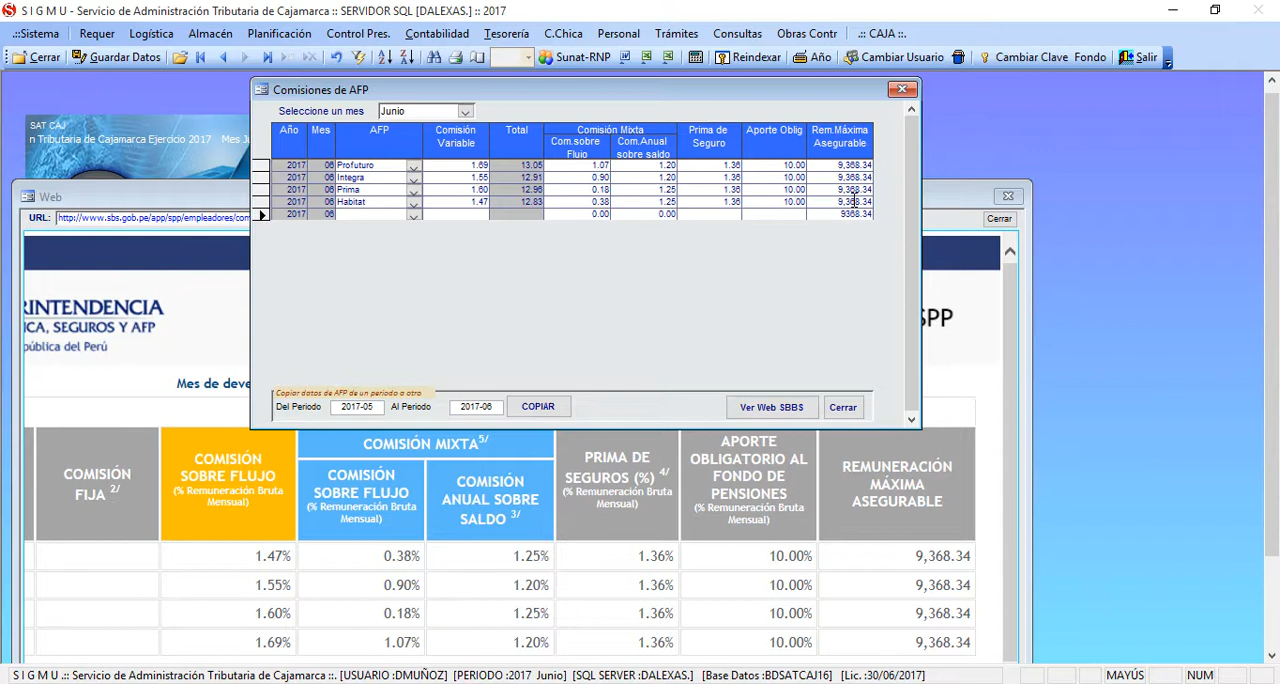 S I G M U - Servicio de Administración Tributaria de Cajamarca :: SERVIDOR SQL [DALEXAS.] :: 2017
.::Sistema Requer Logística Almacén Planificación Control Pres. Contabilidad Tesorería C.Chica Personal Trámites Consultas Obras Contr .:: CAJA ::.
Cerrar Guardar Datos Sunat-RNP Reindexar Año Cambiar Usuario Cambiar Clave Fondo Salir
Comisiones de AFP
Seleccione un mes Junio
Año Mes AFP Comisión Variable Total Comisión Mixta Com.sobre Flujo Com.Anual sobre saldo Prima de Seguro Aporte Oblig Rem.Máxima Asegurable
2017 06 Profuturo 1.69 13.05 1.07 1.20 1.36 10.00 9,368.34
2017 06 Integra 1.55 12.91 0.90 1.20 1.36 10.00 9,368.34
2017 06 Prima 1.60 12.96 0.18 1.25 1.36 10.00 9,368.34
2017 06 Habitat 1.47 12.83 0.38 1.25 1.36 10.00 9,368.34
2017 06 0.00 0.00 9368.34
Copiar datos de AFP de un periodo a otro
Del Periodo 2017-05 Al Periodo 2017-06 COPIAR Ver Web SBBS Cerrar
SAT CAJ
n Tributaria de Cajamarca Ejercicio 2017 Mes Ju
Web
URL: http://www.sbs.gob.pe/app/spp/empleadores/com
Cerrar
RINTENDENCIA
CA, SEGUROS Y AFP
pública del Perú
SPP
Mes de deve
COMISIÓN FIJA 2/
COMISIÓN SOBRE FLUJO (% Remuneración Bruta Mensual)
COMISIÓN MIXTA 5/
COMISIÓN SOBRE FLUJO (% Remuneración Bruta Mensual)
COMISIÓN ANUAL SOBRE SALDO 3/
PRIMA DE SEGUROS (%) 4/ (% Remuneración Bruta Mensual)
APORTE OBLIGATORIO AL FONDO DE PENSIONES (% Remuneración Bruta Mensual)
REMUNERACIÓN MÁXIMA ASEGURABLE
1.47% 0.38% 1.25% 1.36% 10.00% 9,368.34
1.55% 0.90% 1.20% 1.36% 10.00% 9,368.34
1.60% 0.18% 1.25% 1.36% 10.00% 9,368.34
1.69% 1.07% 1.20% 1.36% 10.00% 9,368.34
S I G M U .:: Servicio de Administración Tributaria de Cajamarca ::. [USUARIO :DMUÑOZ] [PERIODO :2017 Junio] [SQL SERVER :DALEXAS.] [Base Datos :BDSATCAJ16] [Lic. :30/06/2017] MAYÚS NUM